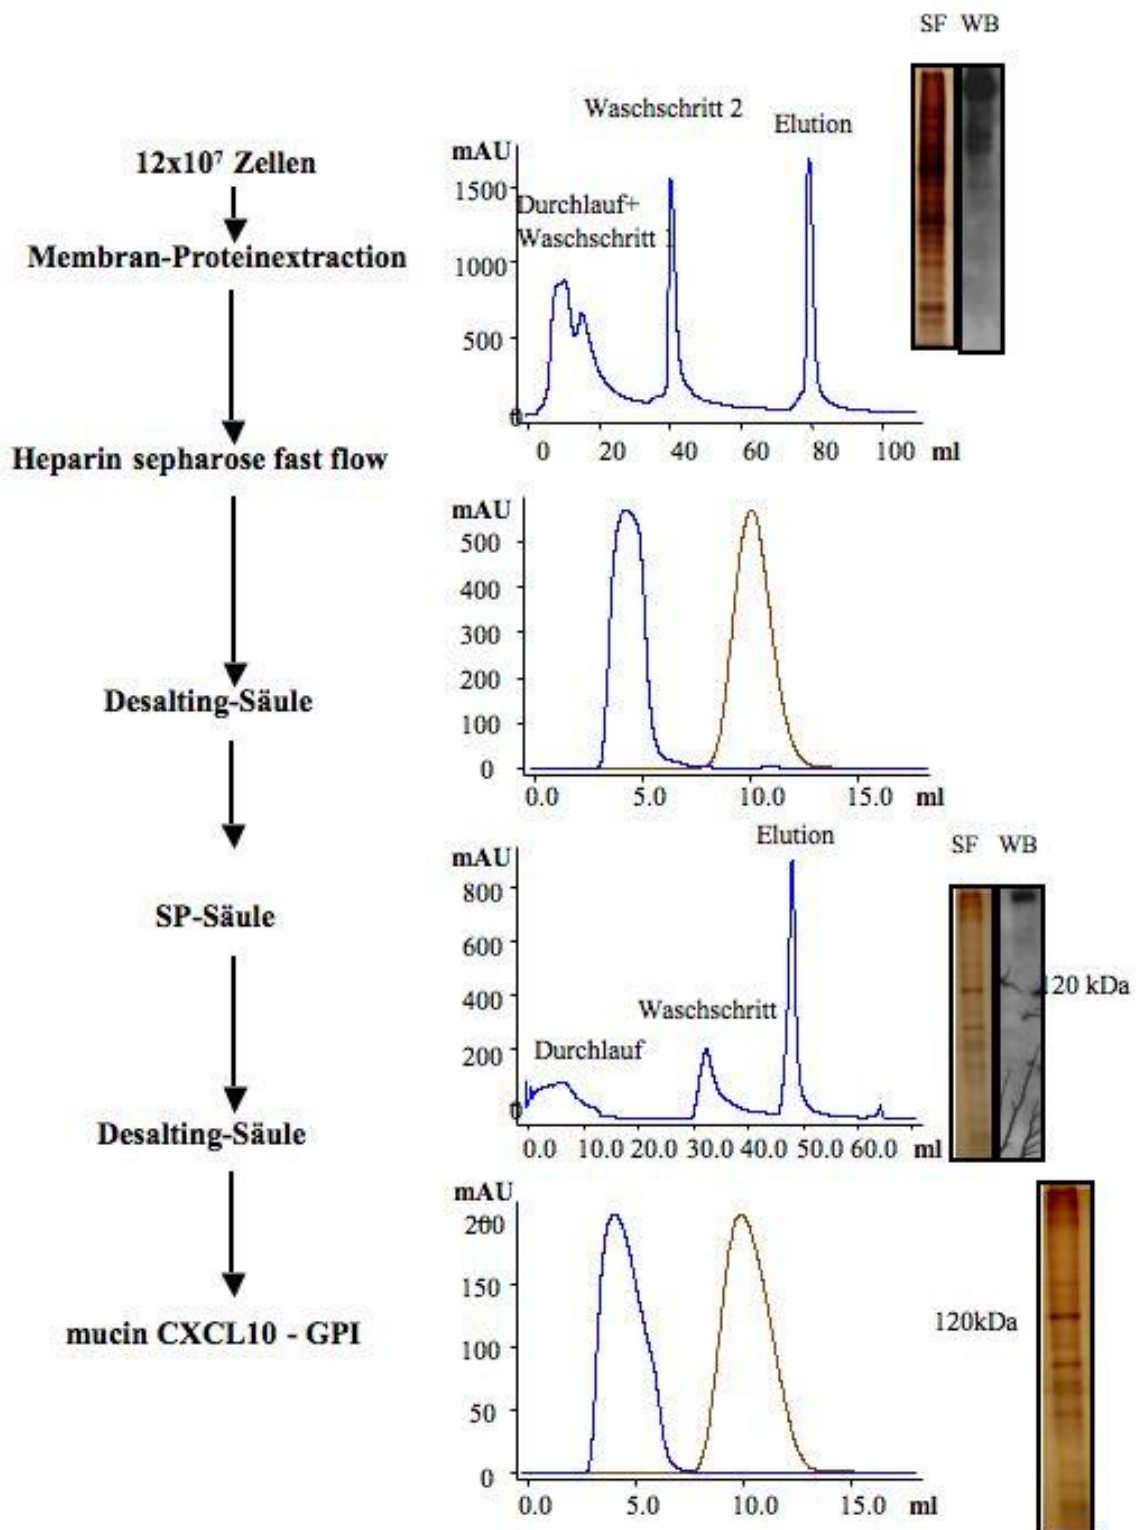 SF WB
Waschschritt 2
Elution
12x10⁷ Zellen
mAU
1500
Durchlauf+
Waschschritt 1
Membran-Proteinextraction
1000
500
0
0 20 40 60 80 100 ml
Heparin sepharose fast flow
mAU
500
400
300
200
100
0
0.0 5.0 10.0 15.0 ml
Desalting-Säule
Elution
SF WB
mAU
800
600
400
200
0
SP-Säule
Waschschritt
Durchlauf
120 kDa
0.0 10.0 20.0 30.0 40.0 50.0 60.0 ml
Desalting-Säule
mAU
200
150
100
50
0
120kDa
mucin CXCL10 - GPI
0.0 5.0 10.0 15.0 ml